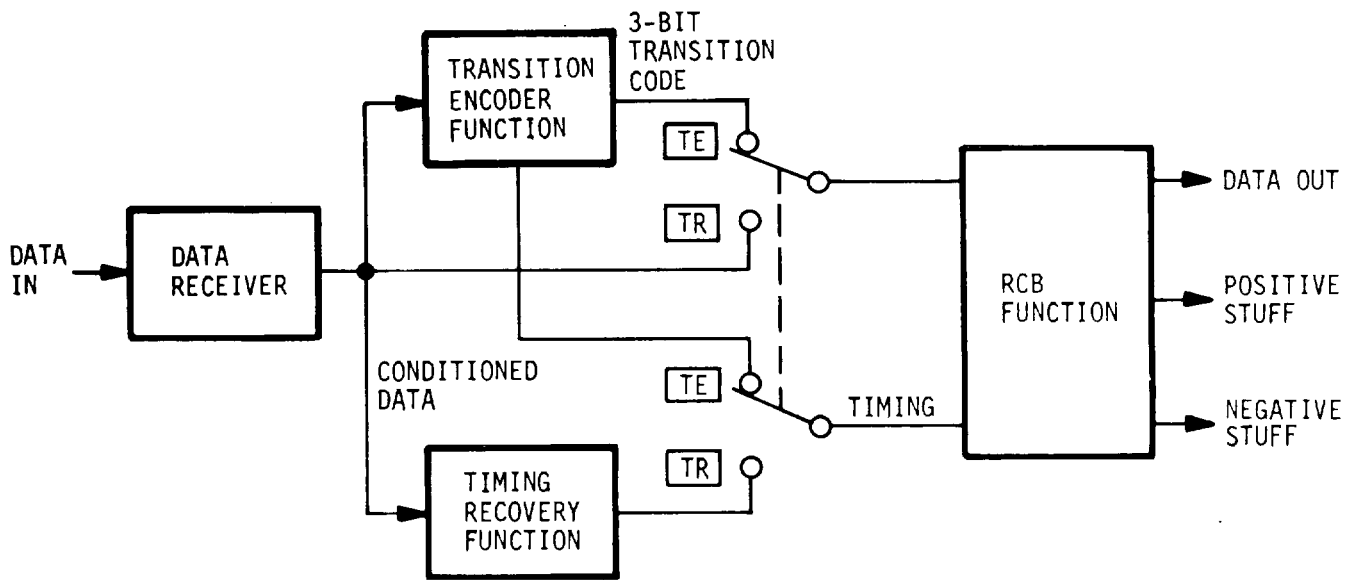 3-BIT
TRANSITION
CODE
TRANSITION
ENCODER
FUNCTION
TE
TR
DATA
IN
DATA
RECEIVER
CONDITIONED
DATA
TE
TIMING
TR
TIMING
RECOVERY
FUNCTION
RCB
FUNCTION
DATA OUT
POSITIVE
STUFF
NEGATIVE
STUFF